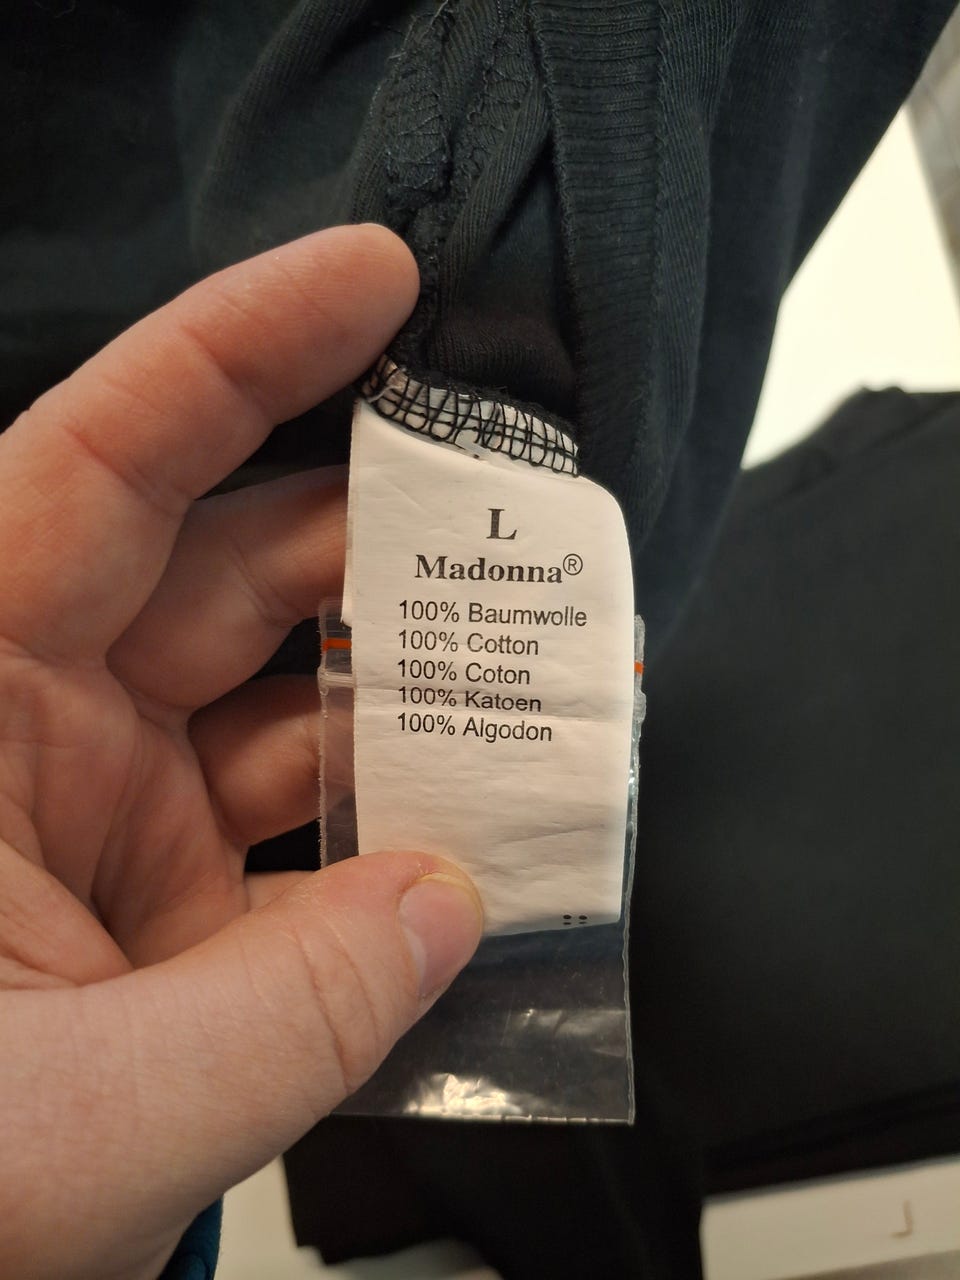 L
Madonna®
100% Baumwolle
100% Cotton
100% Coton
100% Katoen
100% Algodon